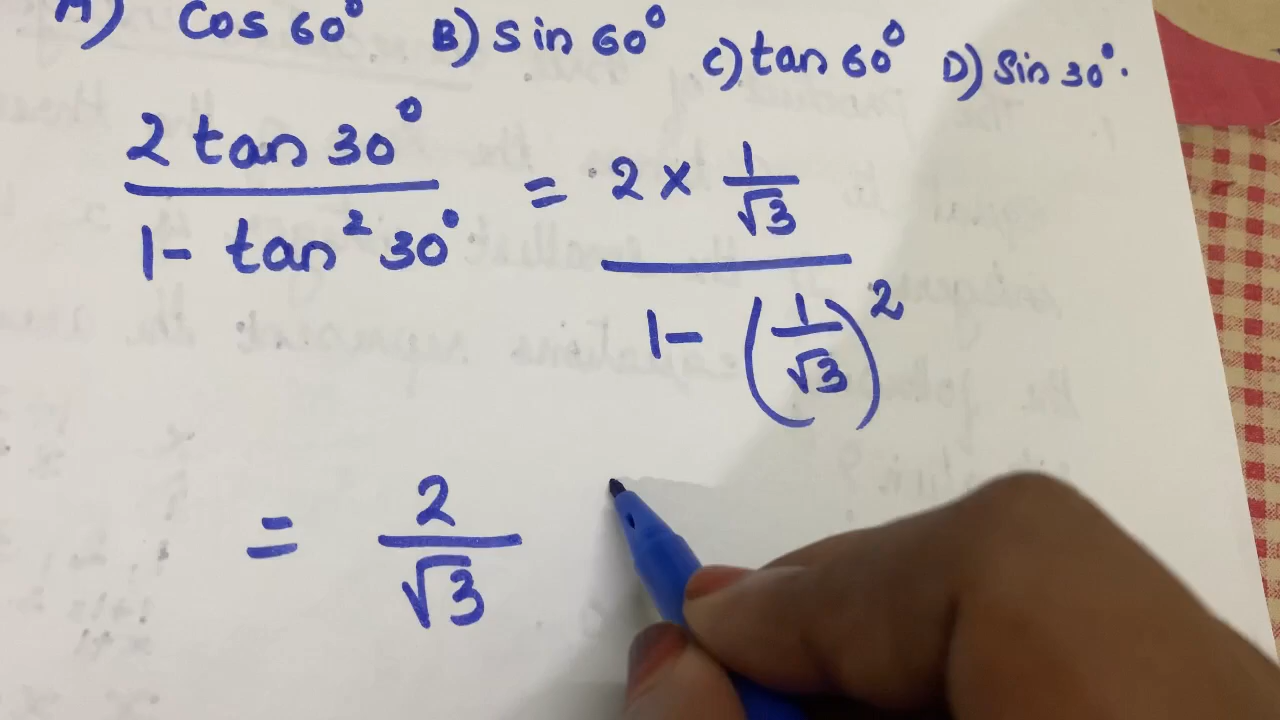 A) Cos 60° B) Sin 60° C) tan 60° D) Sin 30°.
2 tan 30° / 1 - tan² 30° = 2 × 1/√3 / 1 - (1/√3)²
= 2/√3